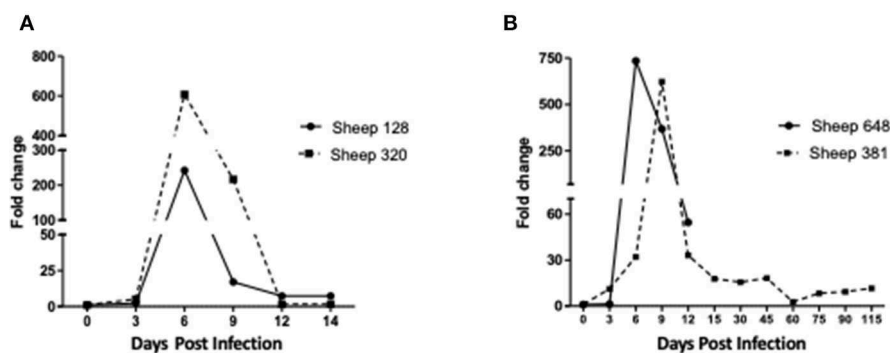 A
Fold change
800
600
400
300
200
100
50
25
0
0 3 6 9 12 14
Days Post Infection
Sheep 128
Sheep 320
B
Fold change
750
500
250
60
30
0
0 3 6 9 12 15 30 45 60 75 90 115
Days Post Infection
Sheep 648
Sheep 381